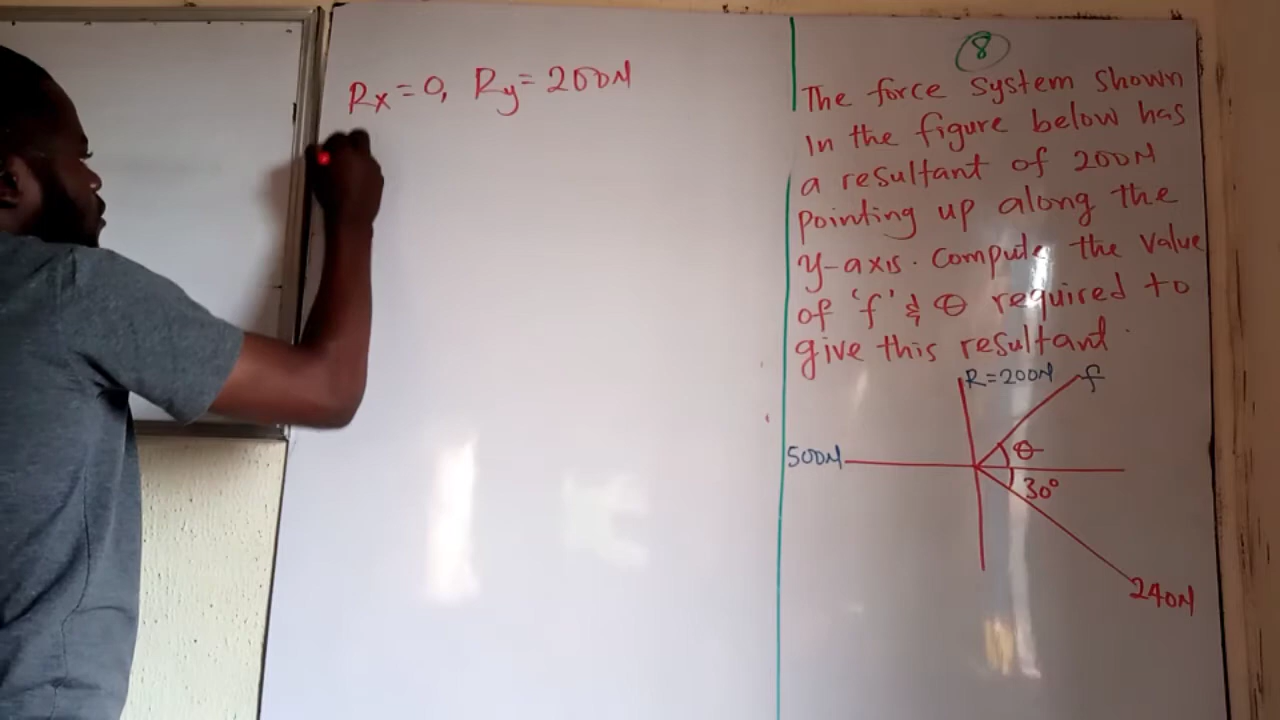 Rx = 0, Ry = 200N
8
The force system shown
In the figure below has
a resultant of 200N
pointing up along the
y-axis. Compute the value
of 'f' & θ required to
give this resultant.
R = 200N
f
500N
θ
30°
240N